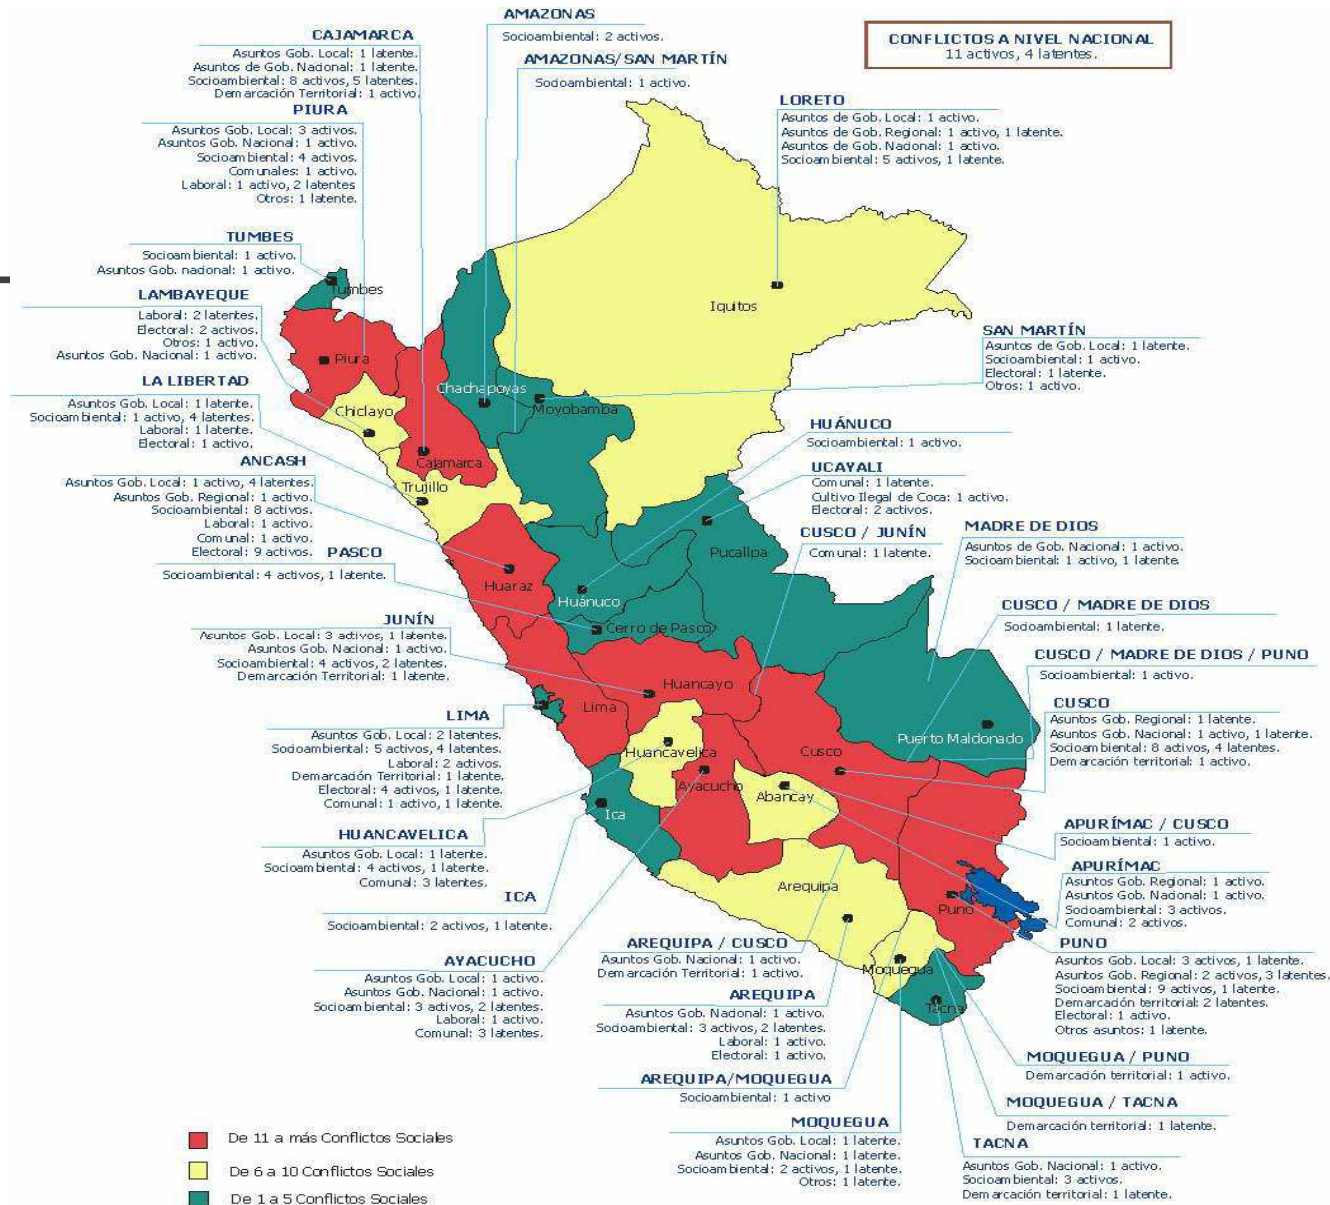 AMAZONAS
Socioambiental: 2 activos.
CAJAMARCA
Asuntos Gob. Local: 1 latente.
Asuntos de Gob. Nacional: 1 latente.
Socioambiental: 8 activos, 5 latentes.
Demarcación Territorial: 1 activo.
AMAZONAS/SAN MARTÍN
Socioambiental: 1 activo.
CONFLICTOS A NIVEL NACIONAL
11 activos, 4 latentes.
PIURA
Asuntos Gob. Local: 3 activos.
Asuntos Gob. Nacional: 1 activo.
Socioambiental: 4 activos.
Comunales: 1 activo.
Laboral: 1 activo, 2 latentes
Otros: 1 latente.
LORETO
Asuntos de Gob. Local: 1 activo.
Asuntos de Gob. Regional: 1 activo, 1 latente.
Asuntos de Gob. Nacional: 1 activo.
Socioambiental: 5 activos, 1 latente.
TUMBES
Socioambiental: 1 activo.
Asuntos Gob. nacional: 1 activo.
LAMBAYEQUE
Laboral: 2 latentes.
Electoral: 2 activos.
Otros: 1 activo.
Asuntos Gob. Nacional: 1 activo.
LA LIBERTAD
Asuntos Gob. Local: 1 latente.
Socioambiental: 1 activo, 4 latentes.
Laboral: 1 latente.
Electoral: 1 activo.
SAN MARTÍN
Asuntos de Gob. Local: 1 latente.
Socioambiental: 1 activo.
Electoral: 1 latente.
Otros: 1 activo.
ANCASH
Asuntos Gob. Local: 1 activo, 4 latentes.
Asuntos Gob. Regional: 1 activo.
Socioambiental: 8 activos.
Laboral: 1 activo.
Comunal: 1 activo.
Electoral: 9 activos.
HUÁNUCO
Socioambiental: 1 activo.
UCAYALI
Comunal: 1 latente.
Cultivo Ilegal de Coca: 1 activo.
Electoral: 2 activos.
PASCO
Socioambiental: 4 activos, 1 latente.
CUSCO / JUNÍN
Comunal: 1 latente.
MADRE DE DIOS
Asuntos de Gob. Nacional: 1 activo.
Socioambiental: 1 activo, 1 latente.
JUNÍN
Asuntos Gob. Local: 3 activos, 1 latente.
Asuntos Gob. Nacional: 1 activo.
Socioambiental: 4 activos, 2 latentes.
Demarcación Territorial: 1 latente.
CUSCO / MADRE DE DIOS
Socioambiental: 1 latente.
CUSCO / MADRE DE DIOS / PUNO
Socioambiental: 1 activo.
LIMA
Asuntos Gob. Local: 2 latentes.
Socioambiental: 5 activos, 4 latentes.
Laboral: 2 activos.
Demarcación Territorial: 1 latente.
Electoral: 4 activos, 1 latente.
Comunal: 1 activo, 1 latente.
CUSCO
Asuntos Gob. Regional: 1 latente.
Asuntos Gob. Nacional: 1 activo, 1 latente.
Socioambiental: 8 activos, 4 latentes.
Demarcación territorial: 1 activo.
HUANCAVELICA
Asuntos Gob. Local: 1 latente.
Socioambiental: 4 activos, 1 latente.
Comunal: 3 latentes.
APURÍMAC / CUSCO
Socioambiental: 1 activo.
APURÍMAC
Asuntos Gob. Regional: 1 activo.
Asuntos Gob. Nacional: 1 activo.
Socioambiental: 3 activos.
Comunal: 2 activos.
ICA
Socioambiental: 2 activos, 1 latente.
AYACUCHO
Asuntos Gob. Local: 1 activo.
Asuntos Gob. Nacional: 1 activo.
Socioambiental: 3 activos, 2 latentes.
Laboral: 1 activo.
Comunal: 3 latentes.
AREQUIPA / CUSCO
Asuntos Gob. Nacional: 1 activo.
Demarcación Territorial: 1 activo.
PUNO
Asuntos Gob. Local: 3 activos, 1 latente.
Asuntos Gob. Regional: 2 activos, 3 latentes.
Socioambiental: 9 activos, 1 latente.
Demarcación territorial: 2 latentes.
Electoral: 1 activo.
Otros asuntos: 1 latente.
AREQUIPA
Asuntos Gob. Nacional: 1 activo.
Socioambiental: 3 activos, 2 latentes.
Laboral: 1 activo.
Electoral: 1 activo.
AREQUIPA/MOQUEGUA
Socioambiental: 1 activo
MOQUEGUA / PUNO
Demarcación territorial: 1 activo.
MOQUEGUA / TACNA
Demarcación territorial: 1 latente.
MOQUEGUA
Asuntos Gob. Local: 1 latente.
Asuntos Gob. Nacional: 1 latente.
Socioambiental: 2 activos, 1 latente.
Otros: 1 latente.
TACNA
Asuntos Gob. Nacional: 1 activo.
Socioambiental: 3 activos.
Demarcación territorial: 1 latente.
Tumbes
Iquitos
Piura
Chachapoyas
Chiclayo
Moyobamba
Cajamarca
Trujillo
Pucallpa
Huaraz
Huánuco
Cerro de Pasco
Huancayo
Lima
Puerto Maldonado
Huancavelica
Cusco
Ayacucho
Abancay
Ica
Arequipa
Puno
Moquegua
Tacna
De 11 a más Conflictos Sociales
De 6 a 10 Conflictos Sociales
De 1 a 5 Conflictos Sociales